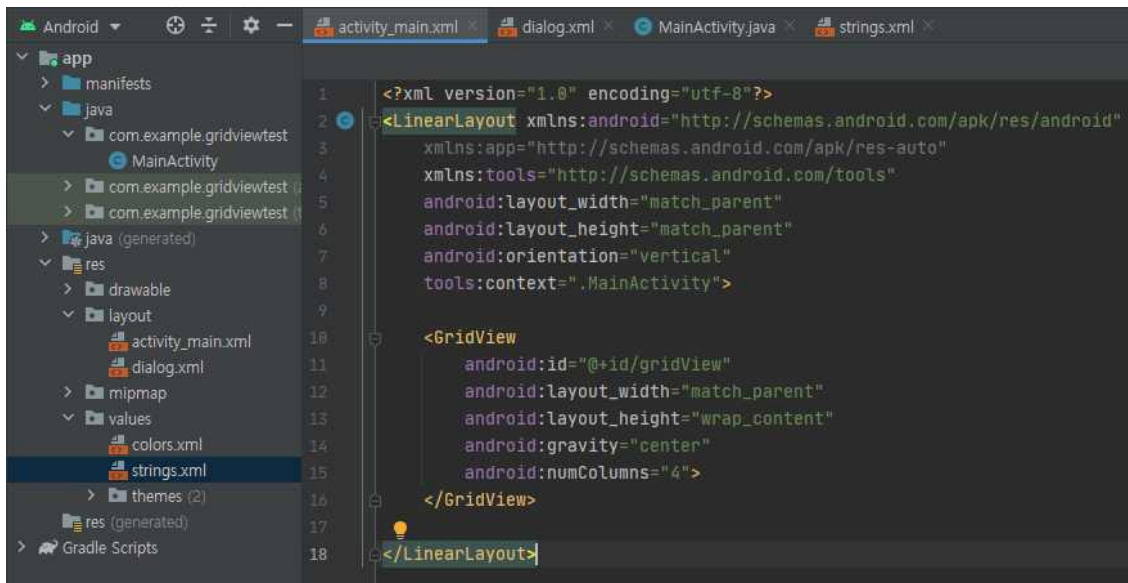 Android
activity_main.xml
dialog.xml
MainActivity.java
strings.xml
app
manifests
java
com.example.gridviewtest
MainActivity
com.example.gridviewtest
com.example.gridviewtest
java (generated)
res
drawable
layout
activity_main.xml
dialog.xml
mipmap
values
colors.xml
strings.xml
themes (2)
res (generated)
Gradle Scripts
1 <?xml version="1.0" encoding="utf-8"?>
2 <LinearLayout xmlns:android="http://schemas.android.com/apk/res/android"
3 xmlns:app="http://schemas.android.com/apk/res-auto"
4 xmlns:tools="http://schemas.android.com/tools"
5 android:layout_width="match_parent"
6 android:layout_height="match_parent"
7 android:orientation="vertical"
8 tools:context=".MainActivity">
9
10 <GridView
11 android:id="@+id/gridView"
12 android:layout_width="match_parent"
13 android:layout_height="wrap_content"
14 android:gravity="center"
15 android:numColumns="4">
16 </GridView>
17
18 </LinearLayout>